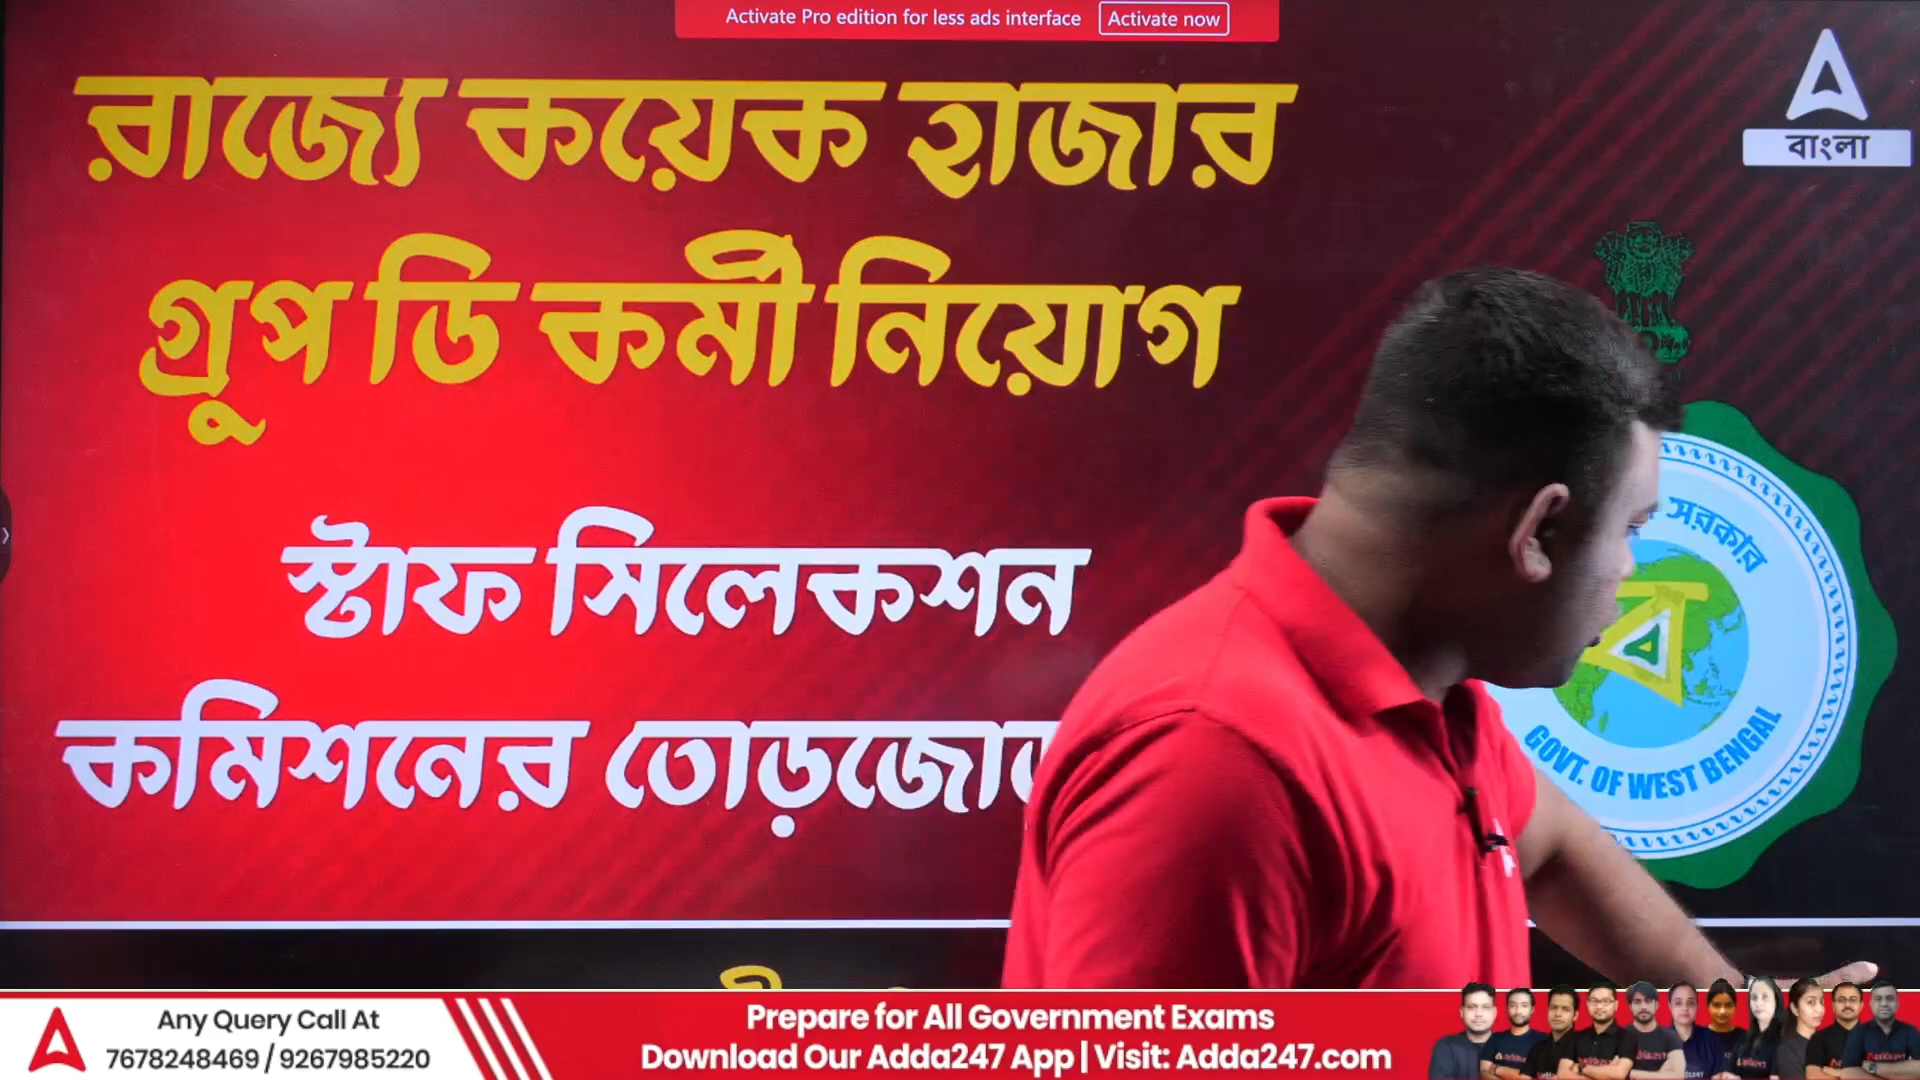 Activate Pro edition for less ads interface Activate now
বাংলা
রাজ্যে কয়েক হাজার
গ্রুপ ডি কর্মী নিয়োগ
স্টাফ সিলেকশন
কমিশনের
সরকার
GOVT. OF WEST BENGAL
Any Query Call At
7678248469 / 9267985220
Prepare for All Government Exams
Download Our Adda247 App | Visit: Adda247.com